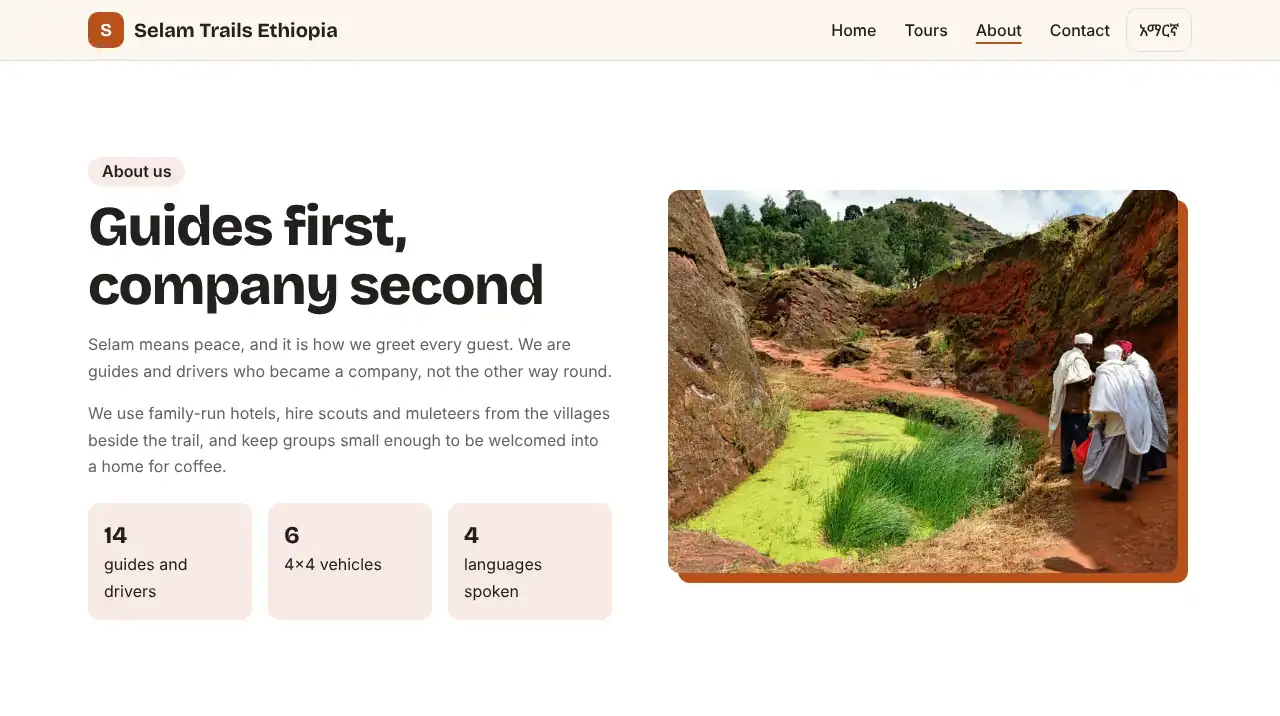 S
Selam Trails Ethiopia
Home
Tours
About
Contact
አማርኛ
About us
Guides first,
company second
Selam means peace, and it is how we greet every guest. We are
guides and drivers who became a company, not the other way round.
We use family-run hotels, hire scouts and muleteers from the villages
beside the trail, and keep groups small enough to be welcomed into
a home for coffee.
14
guides and
drivers
6
4×4 vehicles
4
languages
spoken